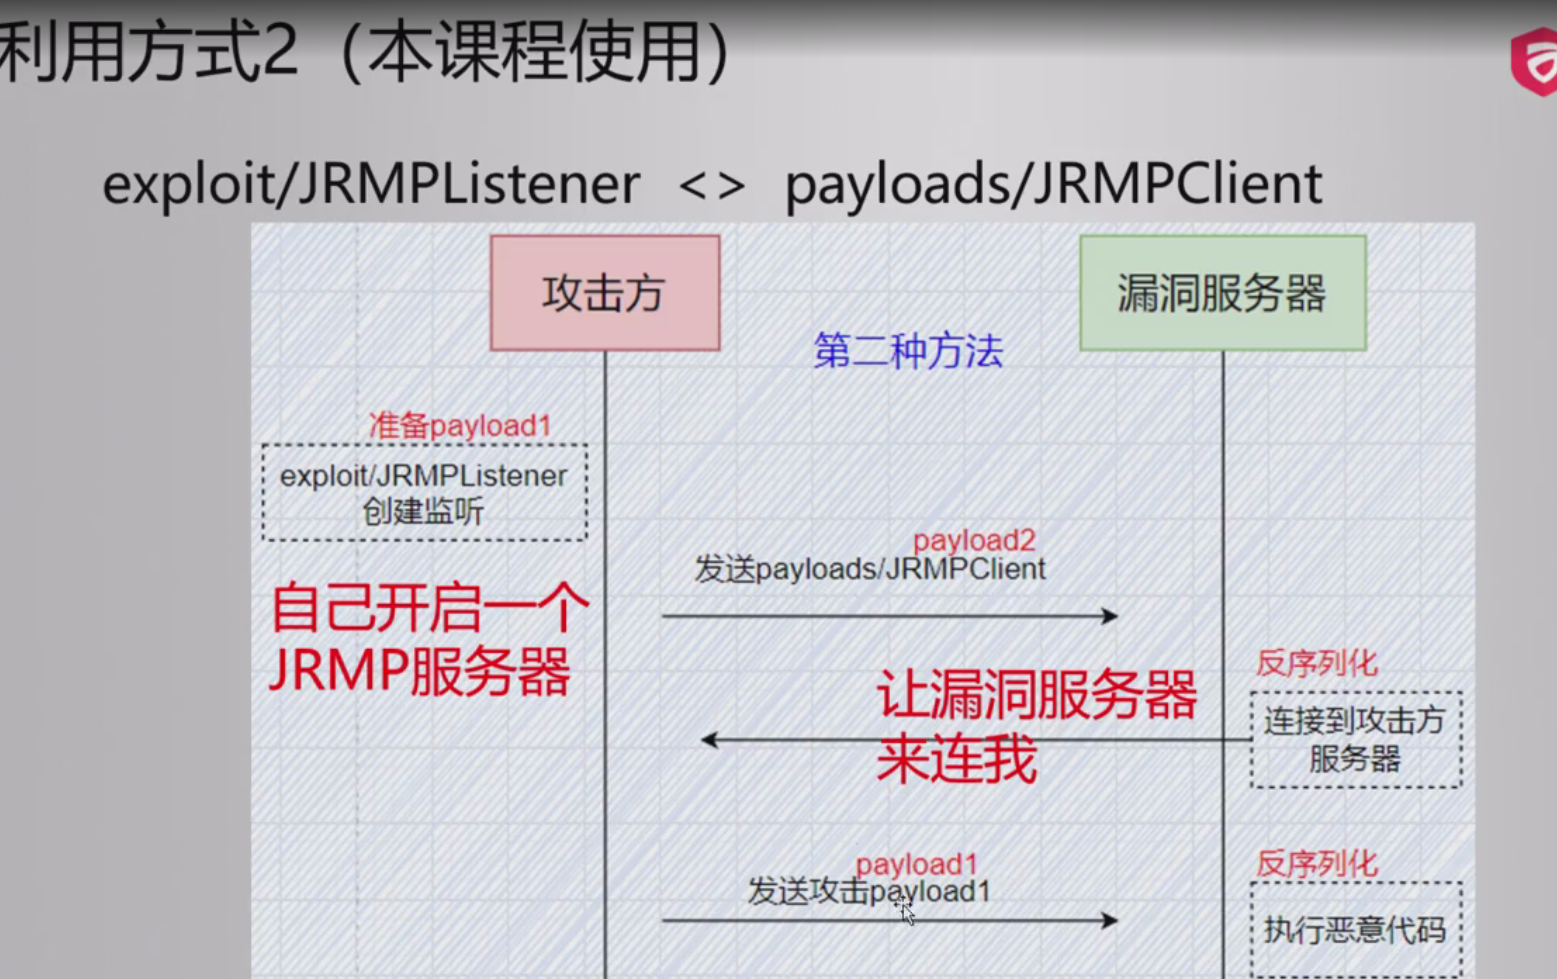 利用方式2（本课程使用）
exploit/JRMPListener <> payloads/JRMPClient
攻击方
漏洞服务器
第二种方法
准备payload1
exploit/JRMPListener
创建监听
payload2
发送payloads/JRMPClient
自己开启一个
JRMP服务器
反序列化
让漏洞服务器
来连我
连接到攻击方
服务器
payload1
发送攻击payload1
反序列化
执行恶意代码